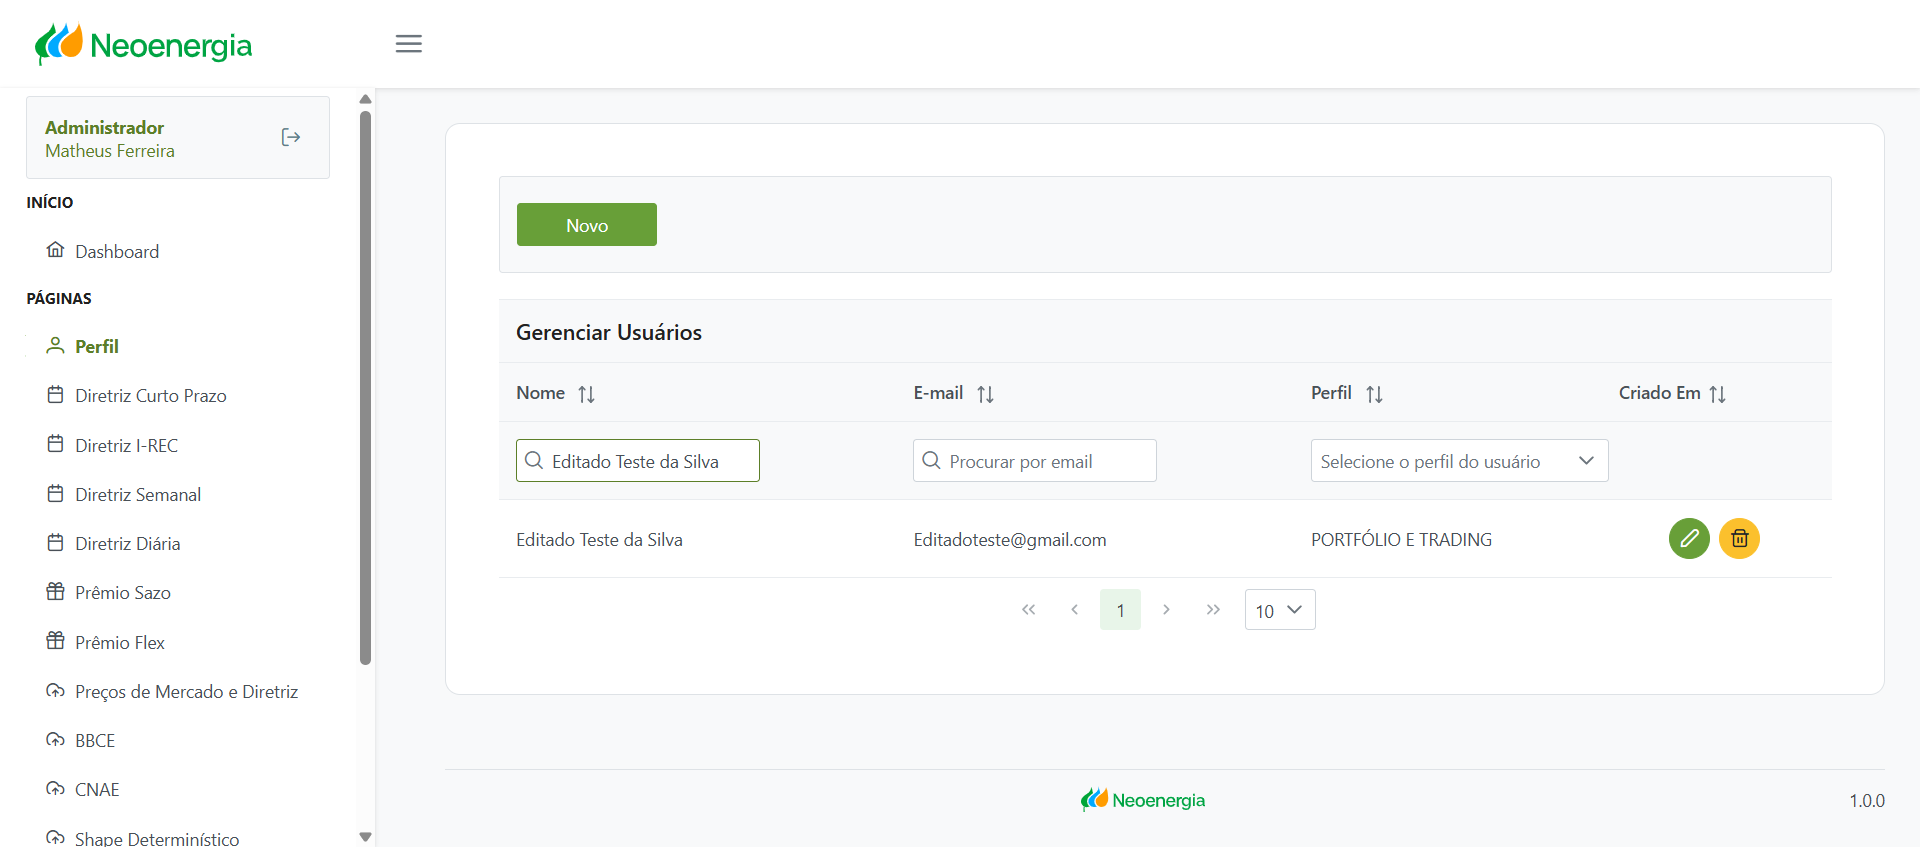 Neoenergia
Administrador
Matheus Ferreira
INÍCIO
Dashboard
PÁGINAS
Perfil
Diretriz Curto Prazo
Diretriz I-REC
Diretriz Semanal
Diretriz Diária
Prêmio Sazo
Prêmio Flex
Preços de Mercado e Diretriz
BBCE
CNAE
Shape Determinístico
Novo
Gerenciar Usuários
Nome E-mail Perfil Criado Em
Editado Teste da Silva Procurar por email Selecione o perfil do usuário
Editado Teste da Silva Editadoteste@gmail.com PORTFÓLIO E TRADING
« ‹ 1 › » 10
Neoenergia 1.0.0